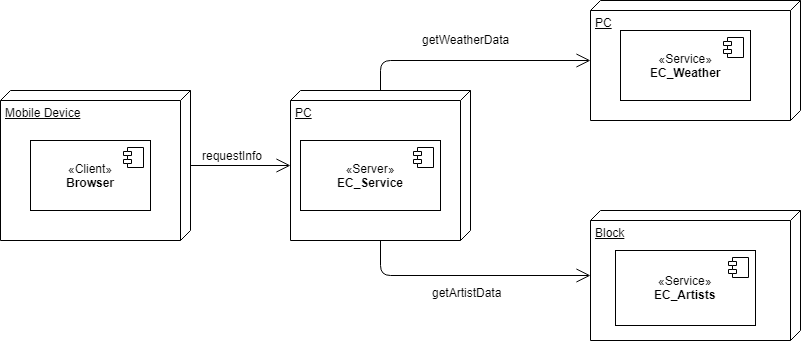 getWeatherData
PC
«Service»
EC_Weather
Mobile Device
«Client»
Browser
requestInfo
PC
«Server»
EC_Service
Block
«Service»
EC_Artists
getArtistData